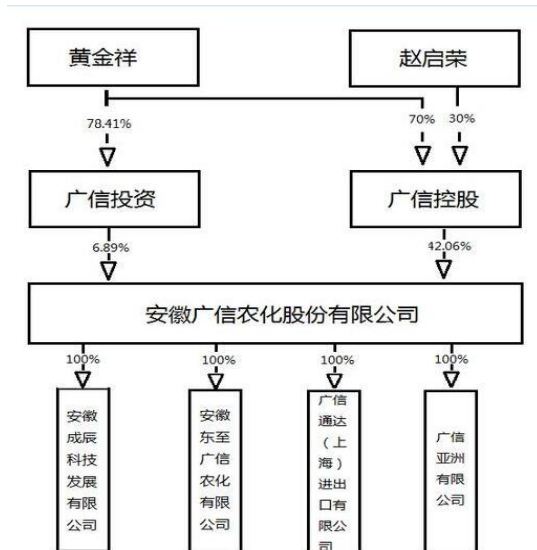 黄金祥
赵启荣
78.41%
70%
30%
广信投资
广信控股
6.89%
42.06%
安徽广信农化股份有限公司
100%
100%
100%
100%
安徽
成辰
科技
发展
有限
公司
安徽
东至
广信
农化
有限
公司
广信
通达
（上
海）
进出
口有
限公
司
广信
亚洲
有限
公司